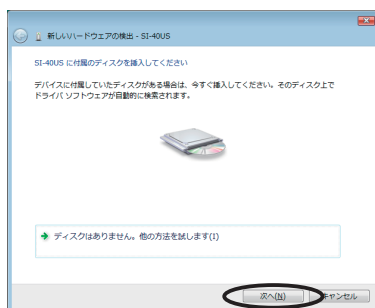 新しいハードウェアの検出 - SI-40US
SI-40US に付属のディスクを挿入してください
デバイスに付属していたディスクがある場合は、今すぐ挿入してください。そのディスク上で
ドライバ ソフトウェアが自動的に検索されます。
ディスクはありません。他の方法を試します(I)
次へ(N)
キャンセル